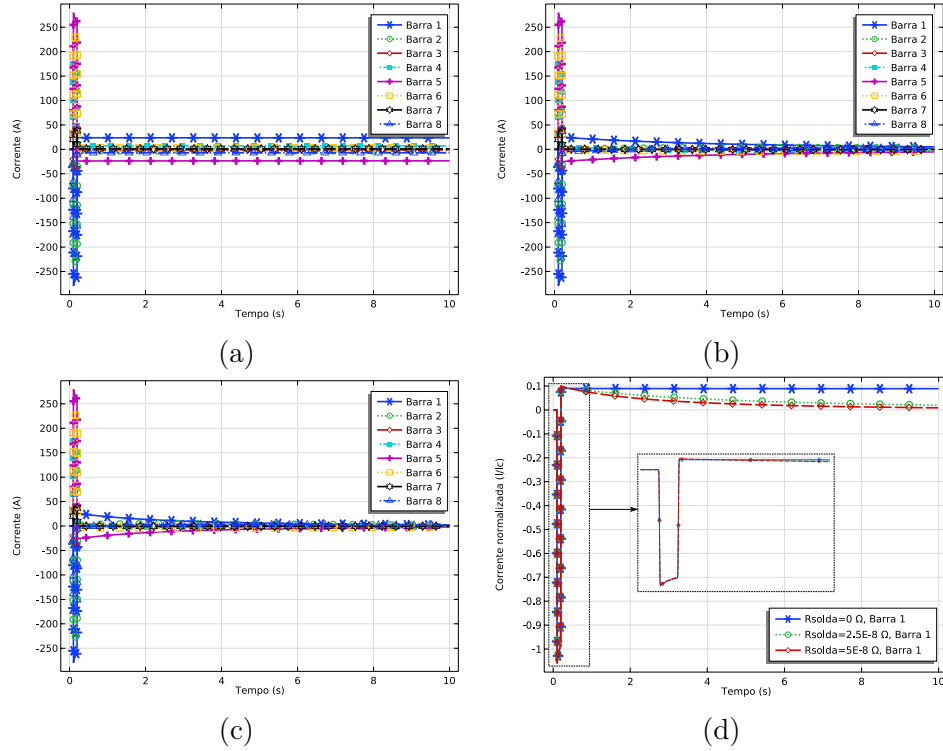 Corrente (A)
250
200
150
100
50
0
-50
-100
-150
-200
-250
0
2
4
6
8
10
Tempo (s)
Barra 1
Barra 2
Barra 3
Barra 4
Barra 5
Barra 6
Barra 7
Barra 8
(a)
Corrente (A)
250
200
150
100
50
0
-50
-100
-150
-200
-250
0
2
4
6
8
10
Tempo (s)
Barra 1
Barra 2
Barra 3
Barra 4
Barra 5
Barra 6
Barra 7
Barra 8
(b)
Corrente (A)
250
200
150
100
50
0
-50
-100
-150
-200
-250
0
2
4
6
8
10
Tempo (s)
Barra 1
Barra 2
Barra 3
Barra 4
Barra 5
Barra 6
Barra 7
Barra 8
(c)
Corrente normalizada (I/Ic)
0.1
0
-0.2
-0.3
-0.4
-0.5
-0.6
-0.7
-0.8
-1
0
2
4
6
8
10
Tempo (s)
Rsolda=0 Ω, Barra 1
Rsolda=2.5E-8 Ω, Barra 1
Rsolda=5E-8 Ω, Barra 1
(d)